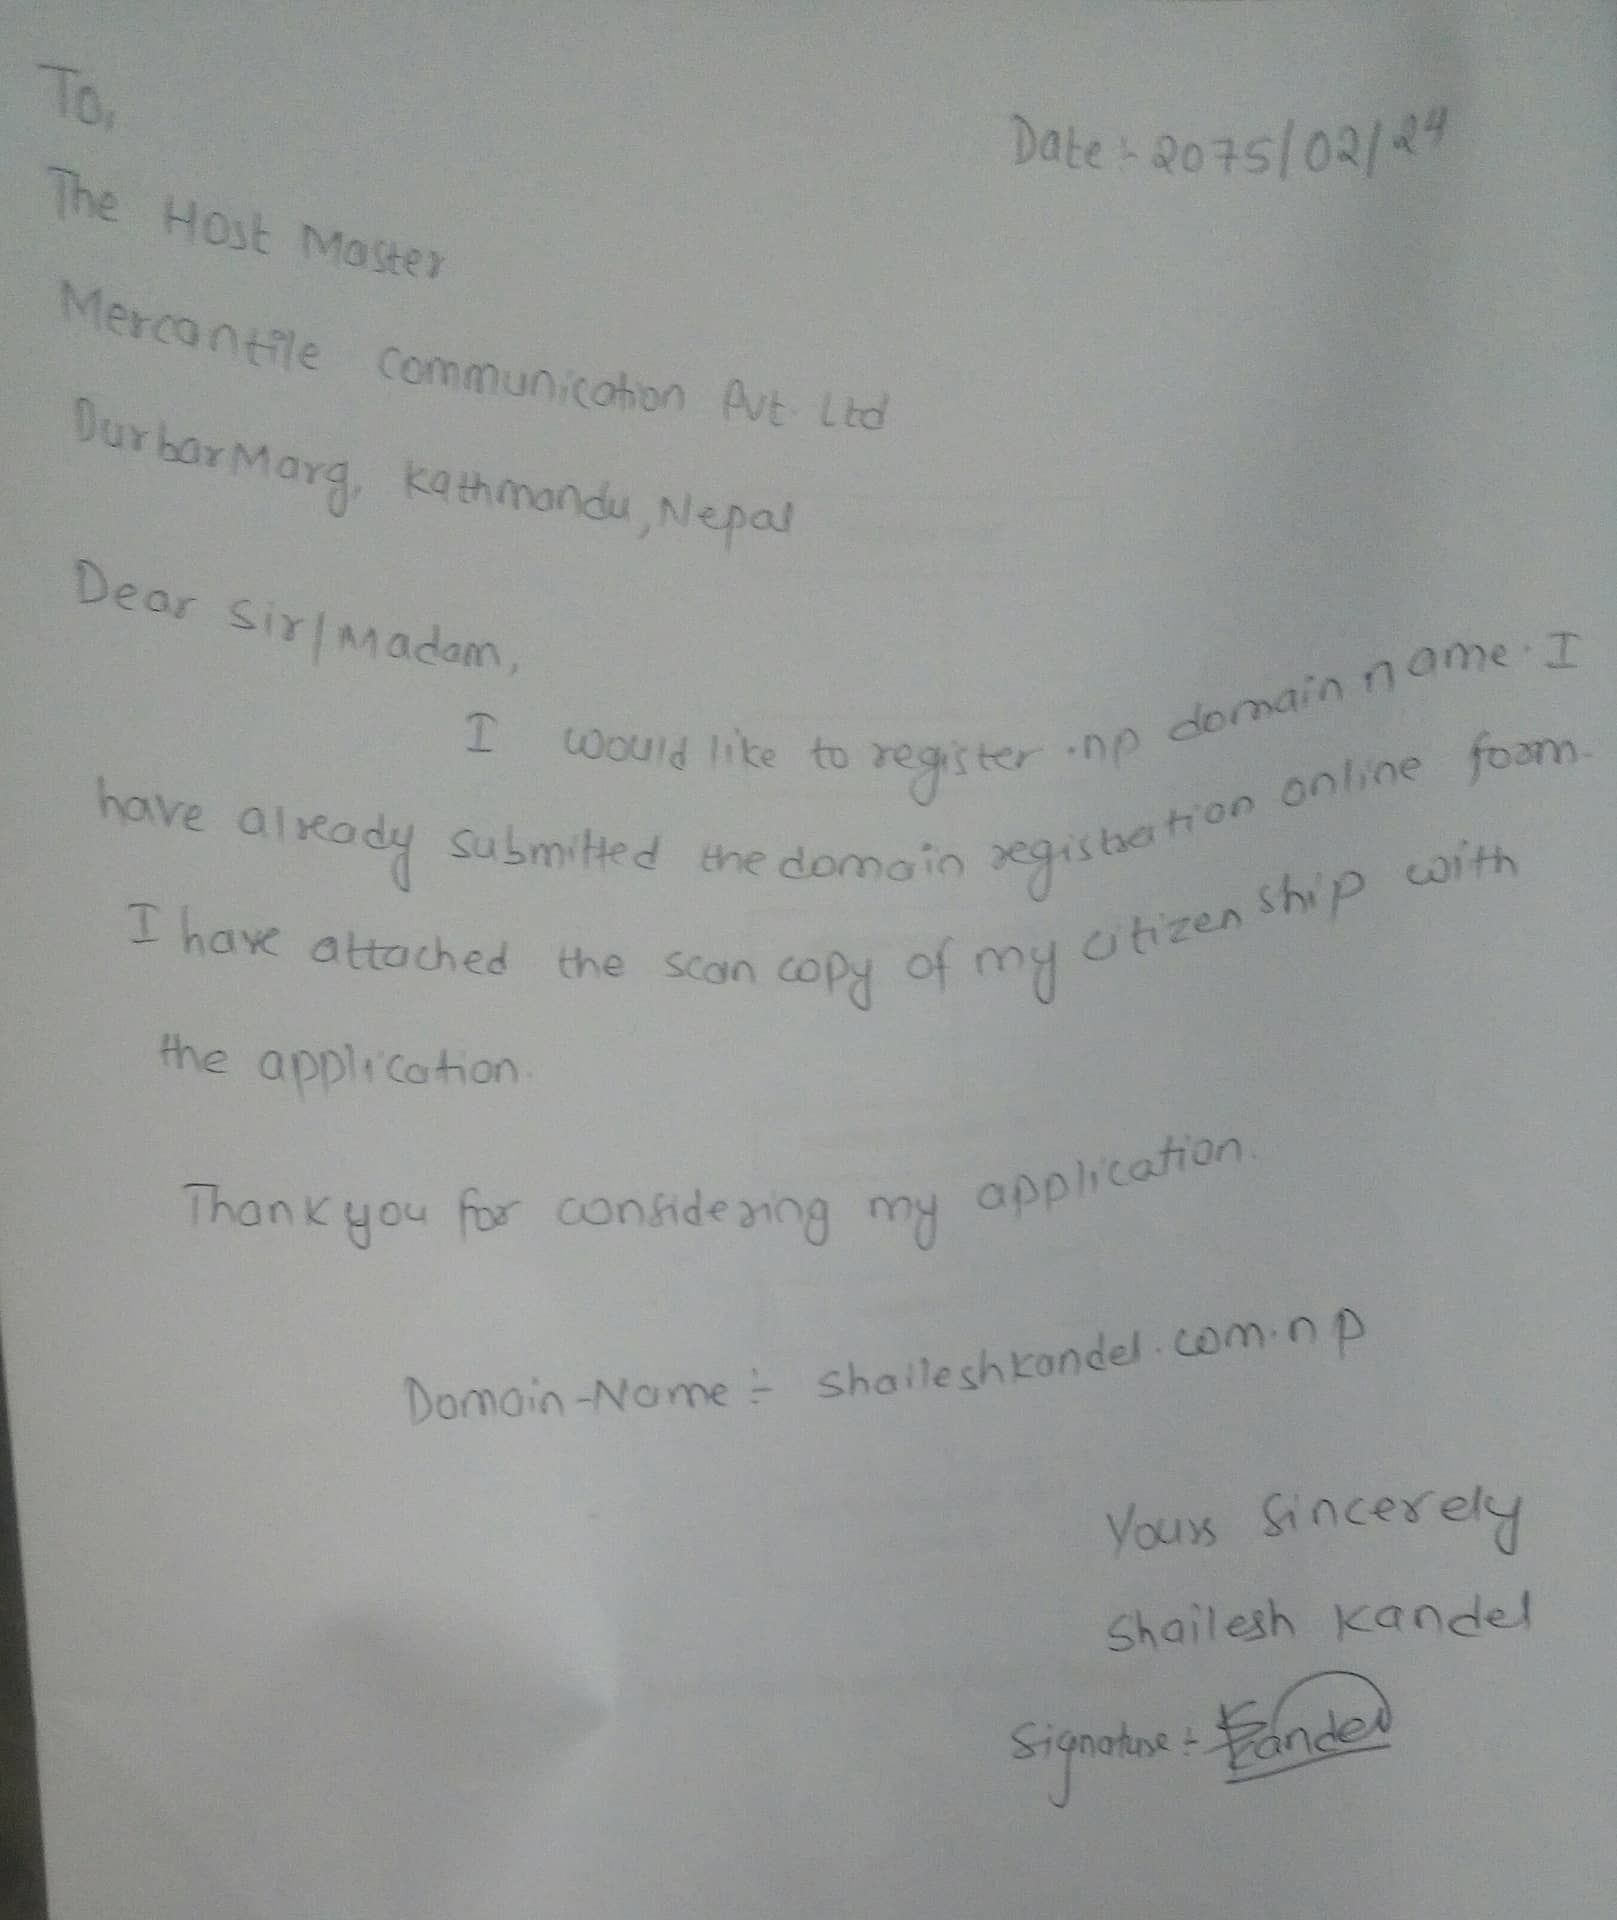 To,
Date:- 2075/02/24
The Host Master
Mercantile Communication Pvt. Ltd
DurbarMarg, Kathmandu, Nepal
Dear Sir/Madam,
I would like to register .np domain name. I
have already submitted the domain registration online form.
I have attached the scan copy of my citizenship with
the application.
Thank you for considering my application.
Domain-Name :- shaileshkandel.com.np
Yours Sincerely
Shailesh Kandel
Signature :- Kandel